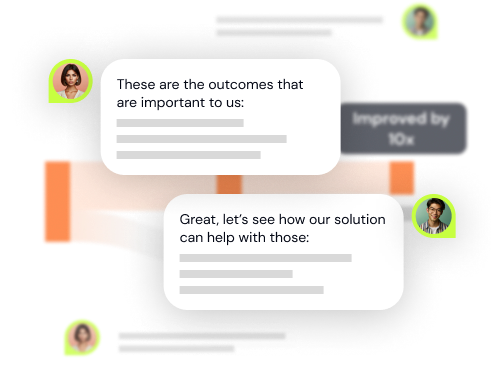 These are the outcomes that
are important to us:
Improved by
10x
Great, let’s see how our solution
can help with those: